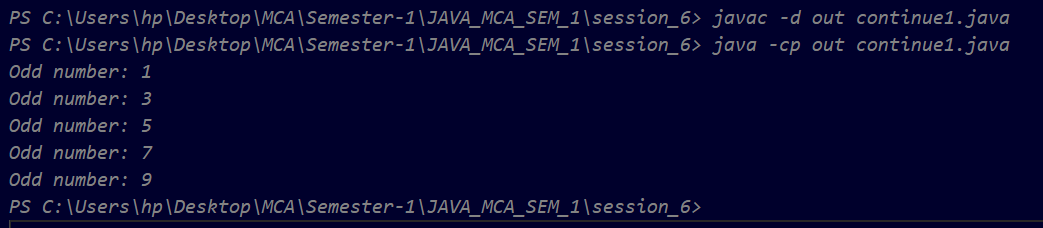 PS C:\Users\hp\Desktop\MCA\Semester-1\JAVA_MCA_SEM_1\session_6> javac -d out continue1.java
PS C:\Users\hp\Desktop\MCA\Semester-1\JAVA_MCA_SEM_1\session_6> java -cp out continue1.java
Odd number: 1
Odd number: 3
Odd number: 5
Odd number: 7
Odd number: 9
PS C:\Users\hp\Desktop\MCA\Semester-1\JAVA_MCA_SEM_1\session_6>